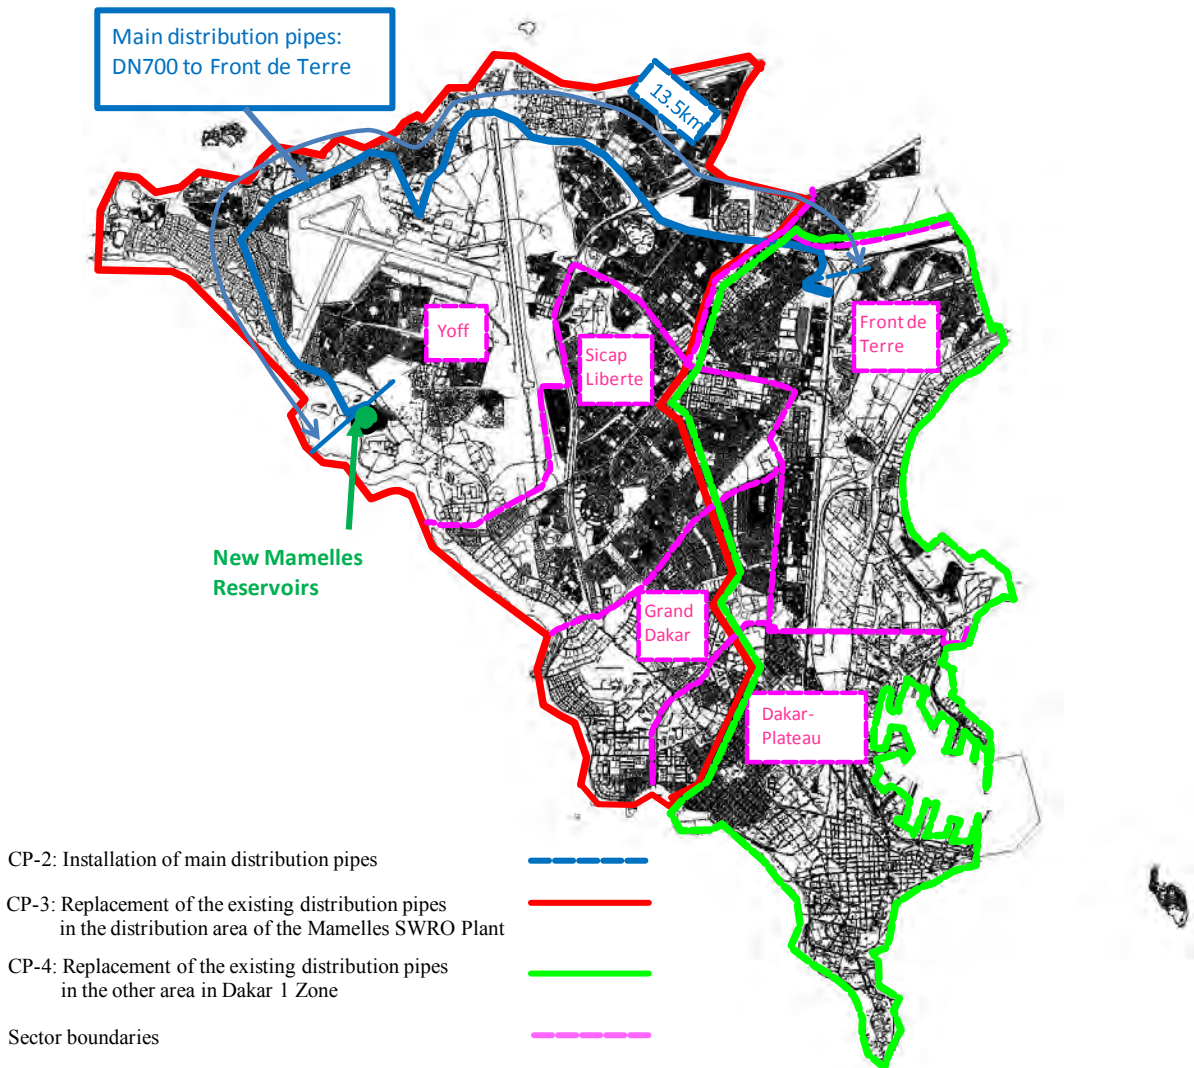 Main distribution pipes:
DN700 to Front de Terre
13.5km
Yoff
Sicap
Liberte
Front de
Terre
New Mamelles
Reservoirs
Grand
Dakar
Dakar-
Plateau
CP-2: Installation of main distribution pipes
CP-3: Replacement of the existing distribution pipes
in the distribution area of the Mamelles SWRO Plant
CP-4: Replacement of the existing distribution pipes
in the other area in Dakar 1 Zone
Sector boundaries